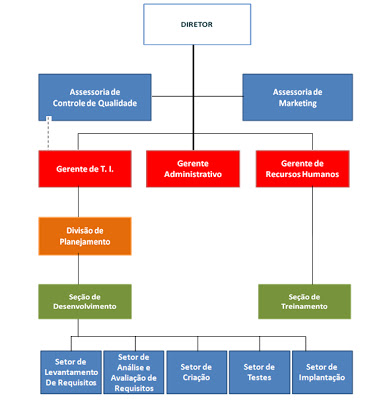 DIRETOR
Assessoria de
Controle de Qualidade
Assessoria de
Marketing
Gerente de T. I.
Gerente
Administrativo
Gerente de
Recursos Humanos
Divisão de
Planejamento
Seção de
Desenvolvimento
Seção de
Treinamento
Setor de
Levantamento
De Requisitos
Setor de
Análise e
Avaliação de
Requisitos
Setor de
Criação
Setor de
Testes
Setor de
Implantação